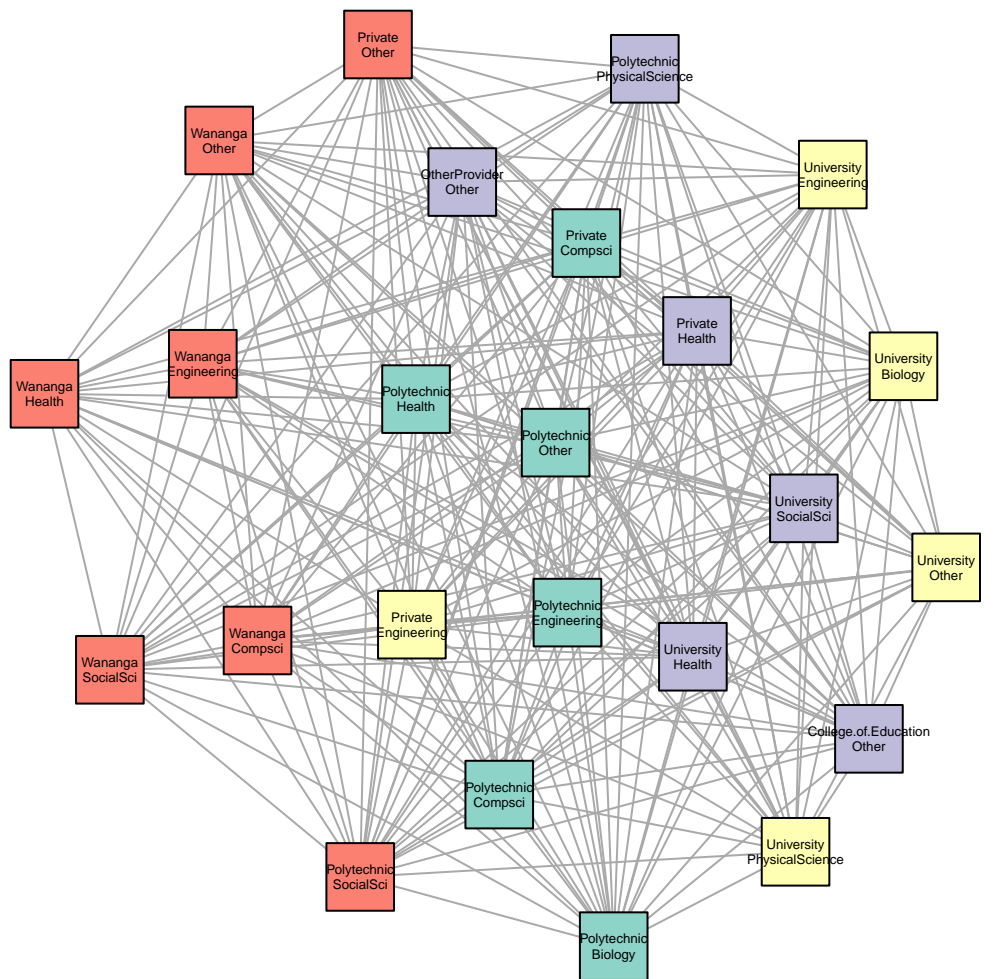 Private
Other
Polytechnic
PhysicalScience
Wananga
Other
OtherProvider
Other
University
Engineering
Private
Compsci
Private
Health
Wananga
Engineering
University
Biology
Wananga
Health
Polytechnic
Health
Polytechnic
Other
University
SocialSci
University
Other
Polytechnic
Engineering
Private
Engineering
Wananga
Compsci
University
Health
Wananga
SocialSci
College.of.Education
Other
Polytechnic
Compsci
University
PhysicalScience
Polytechnic
SocialSci
Polytechnic
Biology